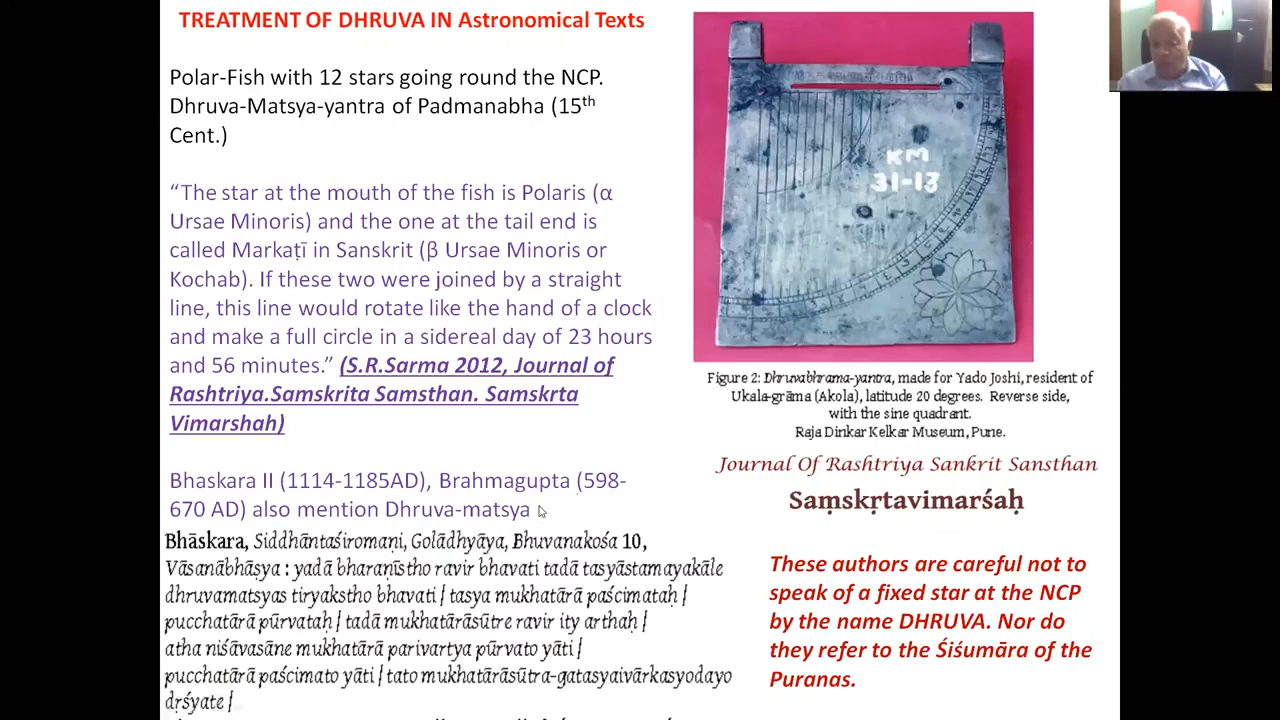 TREATMENT OF DHRUVA IN Astronomical Texts
Polar-Fish with 12 stars going round the NCP.
Dhruva-Matsya-yantra of Padmanabha (15th
Cent.)
“The star at the mouth of the fish is Polaris (α
Ursae Minoris) and the one at the tail end is
called Markaṭī in Sanskrit (β Ursae Minoris or
Kochab). If these two were joined by a straight
line, this line would rotate like the hand of a clock
and make a full circle in a sidereal day of 23 hours
and 56 minutes.” (S.R.Sarma 2012, Journal of
Rashtriya.Samskrita Samsthan. Samskrta
Vimarshah)
Bhaskara II (1114-1185AD), Brahmagupta (598-
670 AD) also mention Dhruva-matsya
Bhāskara, Siddhāntaśiromaṇi, Golādhyāya, Bhuvanakośa 10,
Vāsanābhāṣya : yadā bharaṇīstho ravir bhavati tadā tasyāstamayakāle
dhruvamatsyas tiryakstho bhavati / tasya mukhatārā paścimataḥ /
pucchatārā pūrvataḥ / tadā mukhatārāsūtre ravir ity arthaḥ /
atha niśāvasāne mukhatārā parivartya pūrvato yāti /
pucchatārā paścimato yāti / tato mukhatārāsūtra-gatasyaivārkasyodayo
dṛśyate /
KM
31-13
Figure 2: Dhruvabhrama-yantra, made for Yado Joshi, resident of
Ukala-grāma (Akola), latitude 20 degrees. Reverse side,
with the sine quadrant.
Raja Dinkar Kelkar Museum, Pune.
Journal Of Rashtriya Sankrit Sansthan
Saṃskṛtavimarśaḥ
These authors are careful not to
speak of a fixed star at the NCP
by the name DHRUVA. Nor do
they refer to the Śiśumāra of the
Puranas.